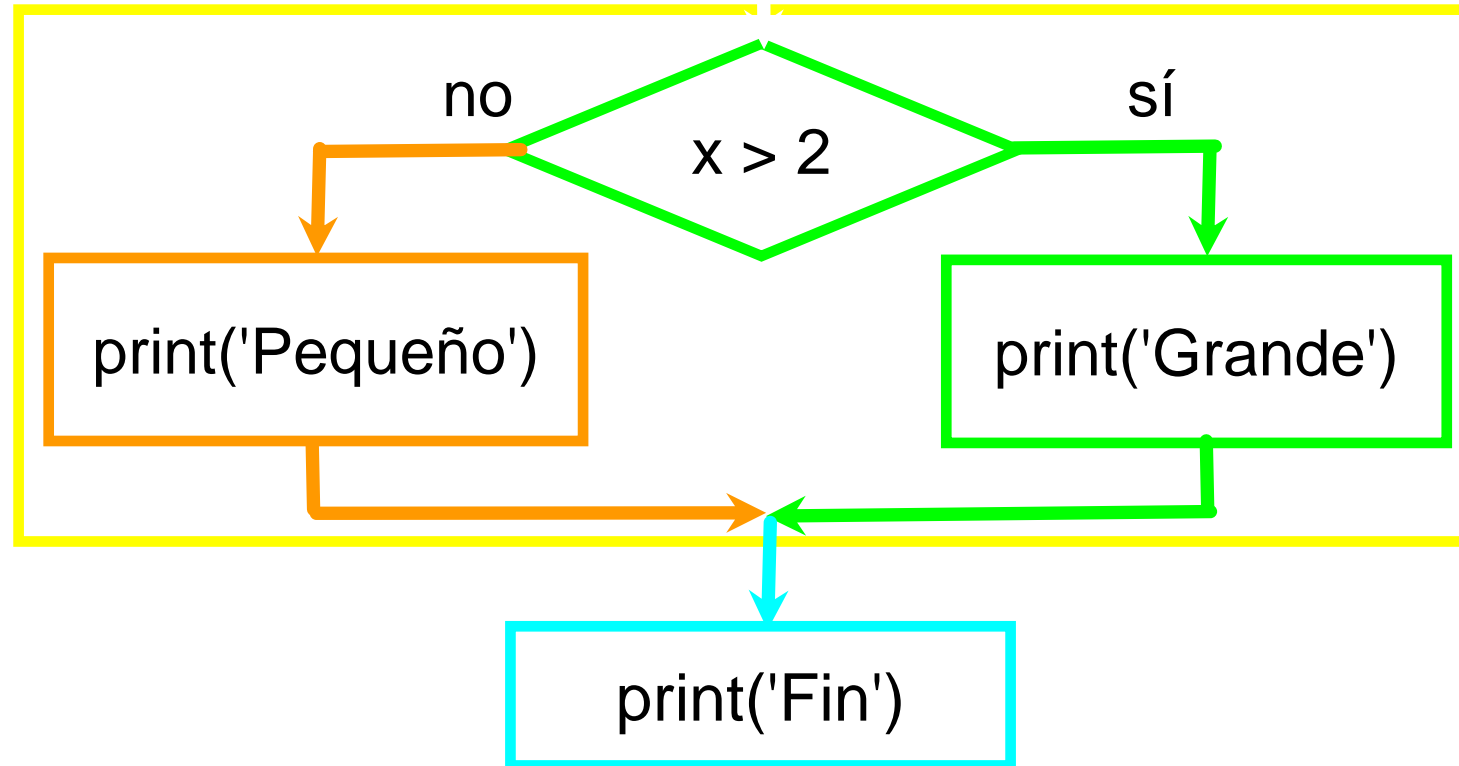 no
sí
x > 2
print('Pequeño')
print('Grande')
print('Fin')